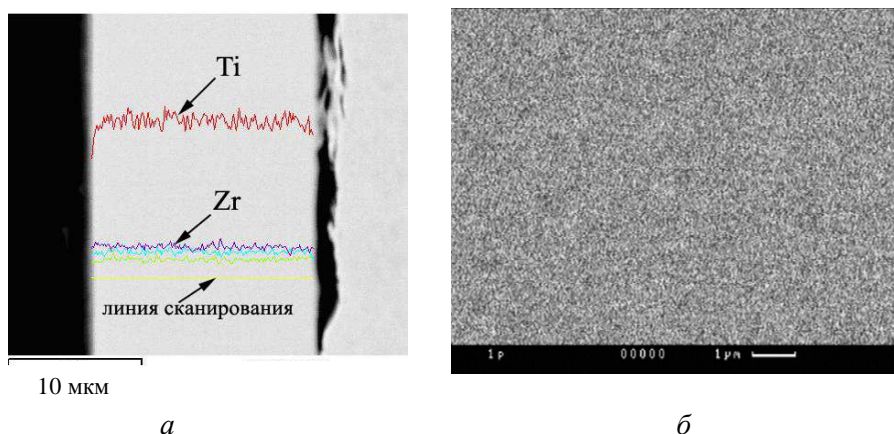 Ti
Zr
линия сканирования
10 мкм
1p 00000 1µm
а
б